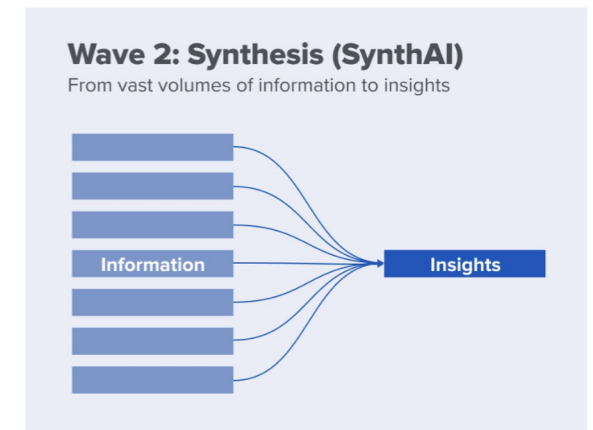 Wave 2: Synthesis (SynthAI)
From vast volumes of information to insights
Information
Insights